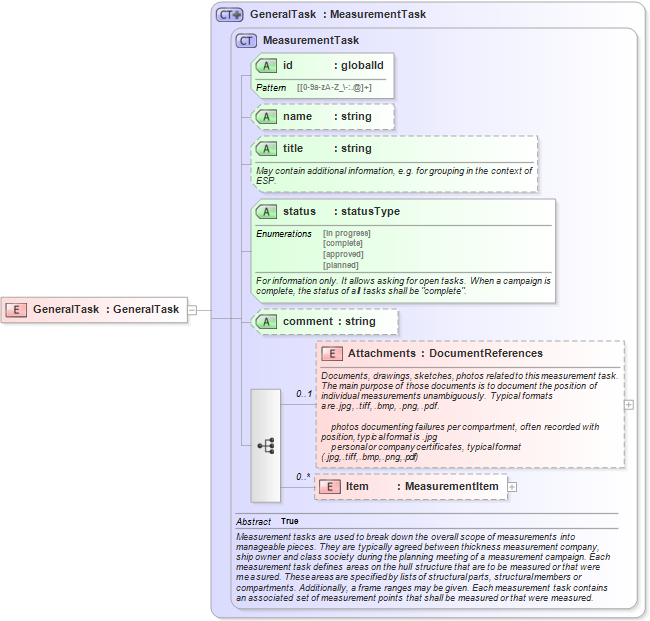 CT GeneralTask : MeasurementTask
CT MeasurementTask
A id : globalId
Pattern [[0-9a-zA-Z_\-:.@]+]
A name : string
A title : string
May contain additional information, e.g. for grouping in the context of
ESP.
A status : statusType
Enumerations [in progress]
[complete]
[approved]
[planned]
For information only. It allows asking for open tasks. When a campaign is
complete, the status of all tasks shall be "complete".
E GeneralTask : GeneralTask
A comment : string
E Attachments : DocumentReferences
Documents, drawings, sketches, photos related to this measurement task.
The main purpose of those documents is to document the position of
individual measurements unambiguously. Typical formats
are .jpg, .tiff, .bmp, .png, .pdf.
0..1
photos documenting failures per compartment, often recorded with
position, typical format is .jpg
personal or company certificates, typical format
(.jpg, .tiff, .bmp, .png, .pdf)
0..*
E Item : MeasurementItem
Abstract True
Measurement tasks are used to break down the overall scope of measurements into
manageable pieces. They are typically agreed between thickness measurement company,
ship owner and class society during the planning meeting of a measurement campaign. Each
measurement task defines areas on the hull structure that are to be measured or that were
measured. These areas are specified by lists of structural parts, structural members or
compartments. Additionally, a frame ranges may be given. Each measurement task contains
an associated set of measurement points that shall be measured or that were measured.